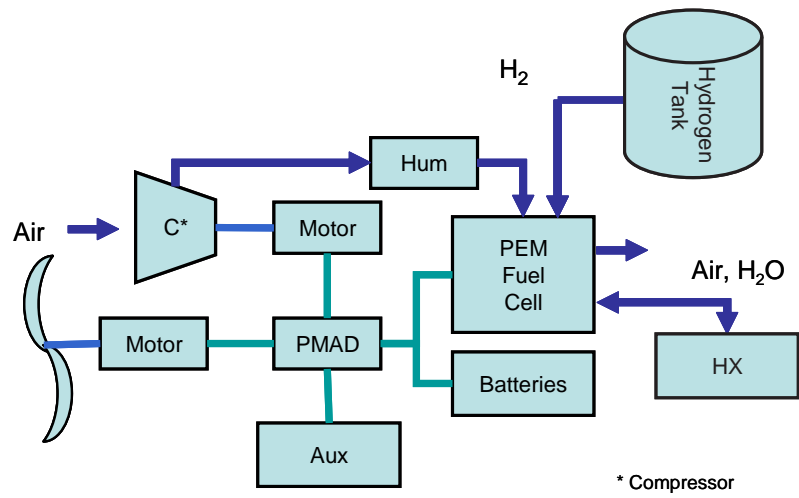 H₂
Hydrogen
Tank
Hum
Air
C*
Motor
PEM
Fuel
Cell
Air, H₂O
Motor
PMAD
HX
Batteries
Aux
* Compressor